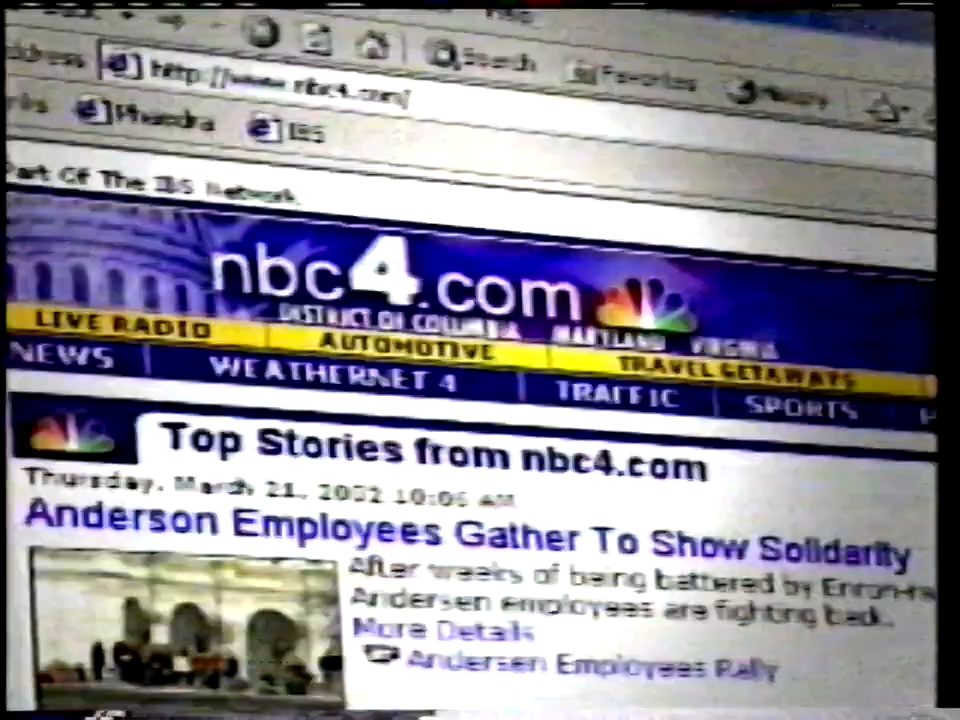 Search Favorites
Address http://www.nbc4.com/
IBS
Part Of The IBS Network
nbc4.com
DISTRICT OF COLUMBIA MARYLAND VIRGINIA
LIVE RADIO AUTOMOTIVE TRAVEL GETAWAYS
NEWS WEATHERNET 4 TRAFFIC SPORTS
Top Stories from nbc4.com
Thursday, March 21, 2002 10:06 AM
Anderson Employees Gather To Show Solidarity
After weeks of being battered by
Andersen employees are fighting back.
More Details
Andersen Employees Rally